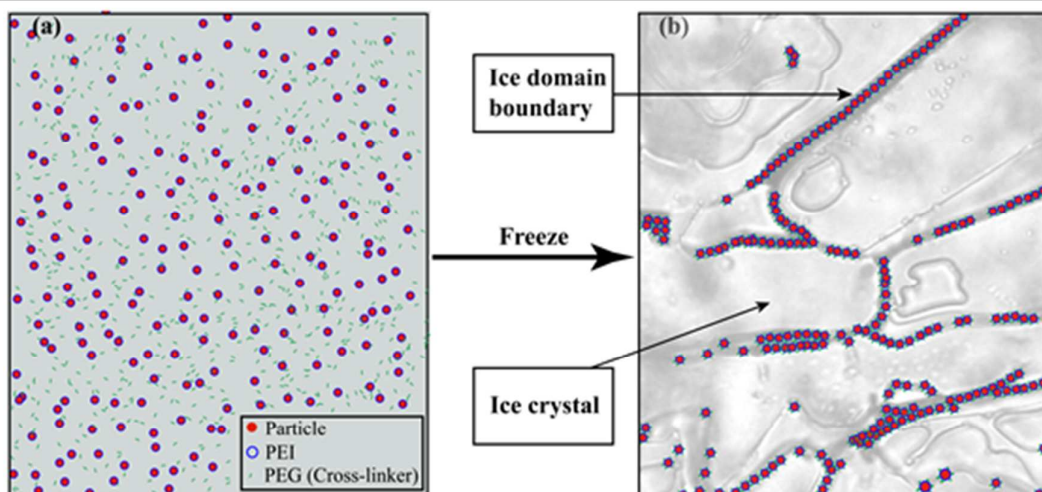 (a)
Particle
PEI
PEG (Cross-linker)
Freeze
Ice domain
boundary
Ice crystal
(b)